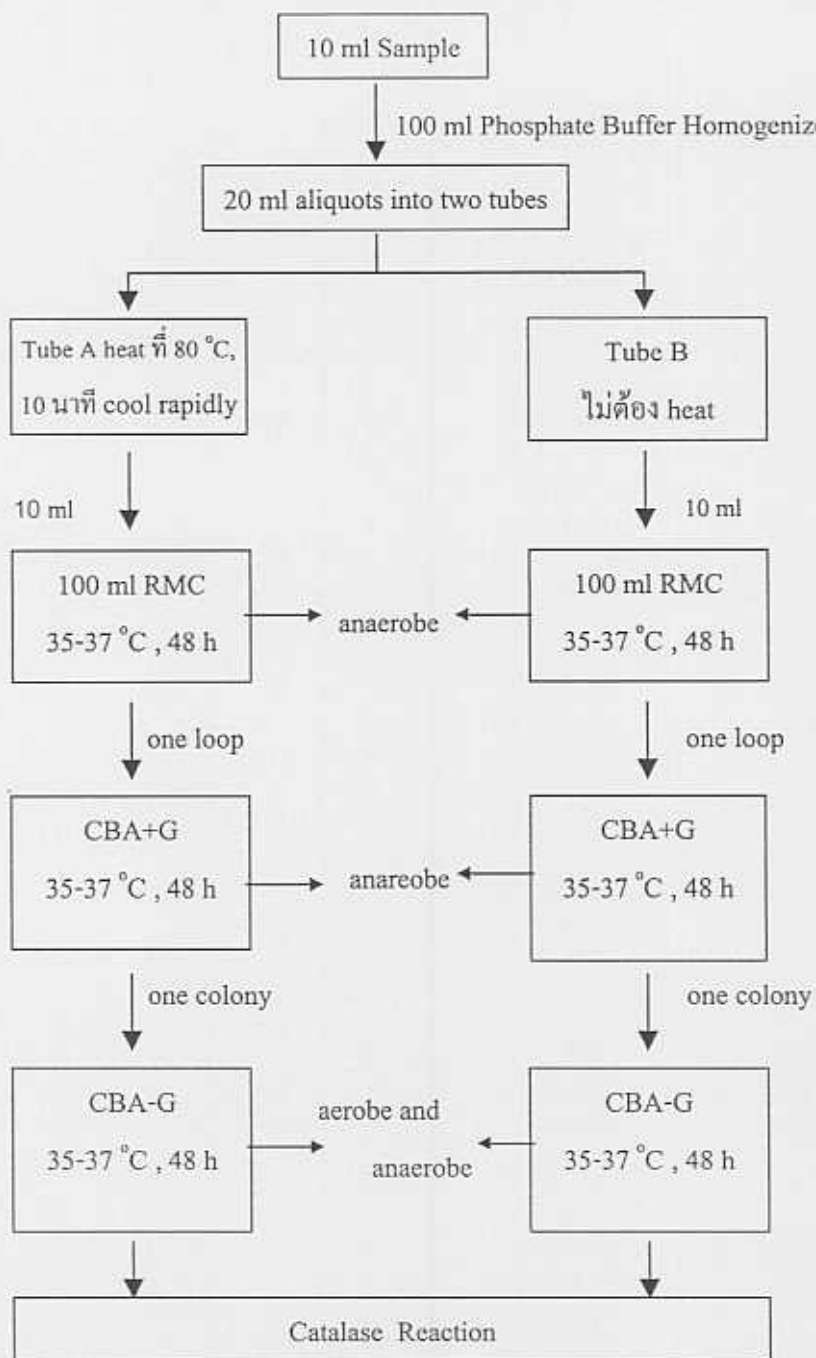 10 ml Sample
100 ml Phosphate Buffer Homogenize
20 ml aliquots into two tubes
Tube A heat ที่ 80 °C,
10 นาที cool rapidly
Tube B
ไม่ต้อง heat
10 ml
10 ml
100 ml RMC
35-37 °C , 48 h
anaerobe
100 ml RMC
35-37 °C , 48 h
one loop
one loop
CBA+G
35-37 °C , 48 h
anareobe
CBA+G
35-37 °C , 48 h
one colony
one colony
CBA-G
35-37 °C , 48 h
aerobe and
anaerobe
CBA-G
35-37 °C , 48 h
Catalase Reaction